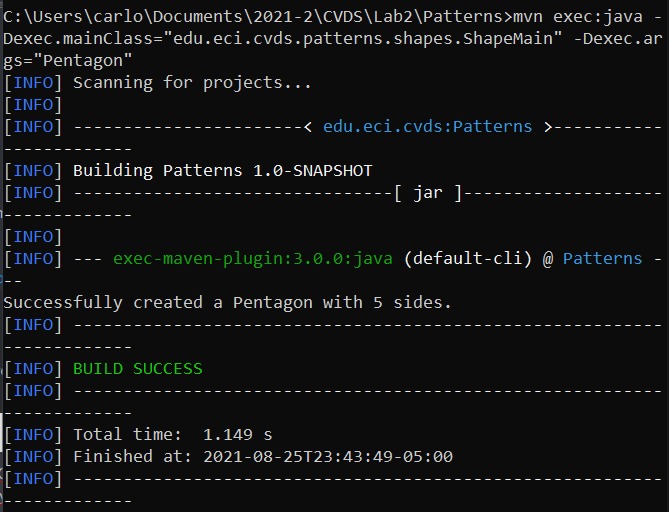 C:\Users\carlo\Documents\2021-2\CVDS\Lab2\Patterns>mvn exec:java -
Dexec.mainClass="edu.eci.cvds.patterns.shapes.ShapeMain" -Dexec.ar
gs="Pentagon"
[INFO] Scanning for projects...
[INFO]
[INFO] -----------------------< edu.eci.cvds:Patterns >-----------
-------------
[INFO] Building Patterns 1.0-SNAPSHOT
[INFO] --------------------------------[ jar ]--------------------
-------------
[INFO]
[INFO] --- exec-maven-plugin:3.0.0:java (default-cli) @ Patterns -
--
Successfully created a Pentagon with 5 sides.
[INFO] -----------------------------------------------------------
-------------
[INFO] BUILD SUCCESS
[INFO] -----------------------------------------------------------
-------------
[INFO] Total time:  1.149 s
[INFO] Finished at: 2021-08-25T23:43:49-05:00
[INFO] -----------------------------------------------------------
-------------